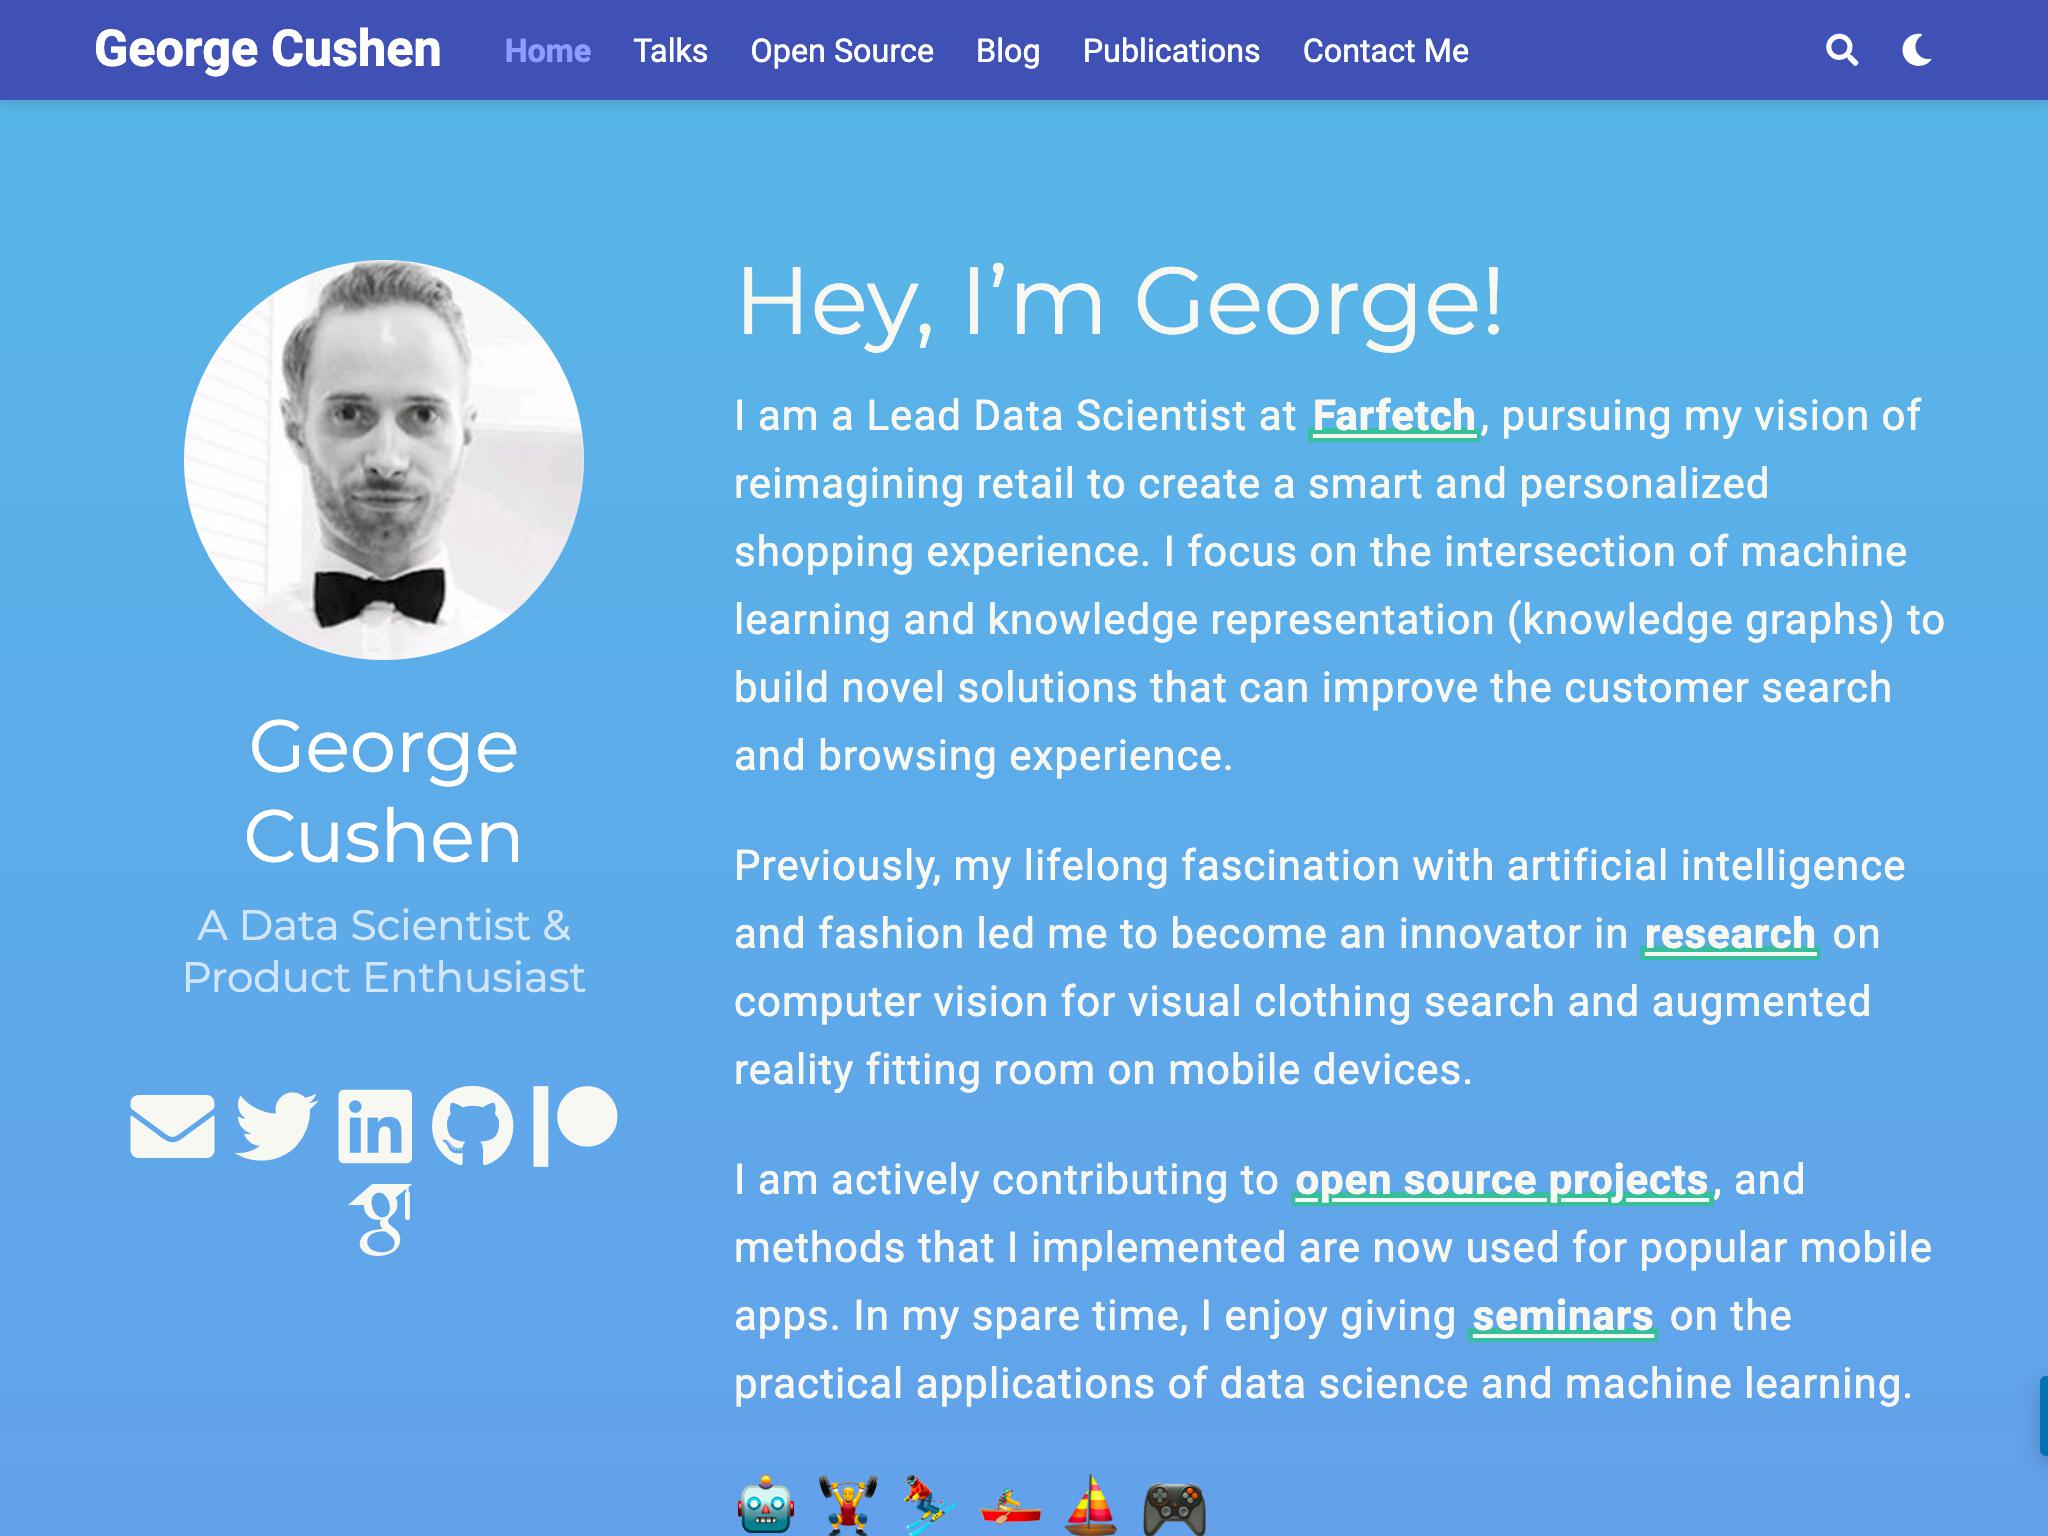 George Cushen Home Talks Open Source Blog Publications Contact Me
George
Cushen
A Data Scientist &
Product Enthusiast
in
Hey, I’m George!
I am a Lead Data Scientist at Farfetch, pursuing my vision of
reimagining retail to create a smart and personalized
shopping experience. I focus on the intersection of machine
learning and knowledge representation (knowledge graphs) to
build novel solutions that can improve the customer search
and browsing experience.
Previously, my lifelong fascination with artificial intelligence
and fashion led me to become an innovator in research on
computer vision for visual clothing search and augmented
reality fitting room on mobile devices.
I am actively contributing to open source projects, and
methods that I implemented are now used for popular mobile
apps. In my spare time, I enjoy giving seminars on the
practical applications of data science and machine learning.